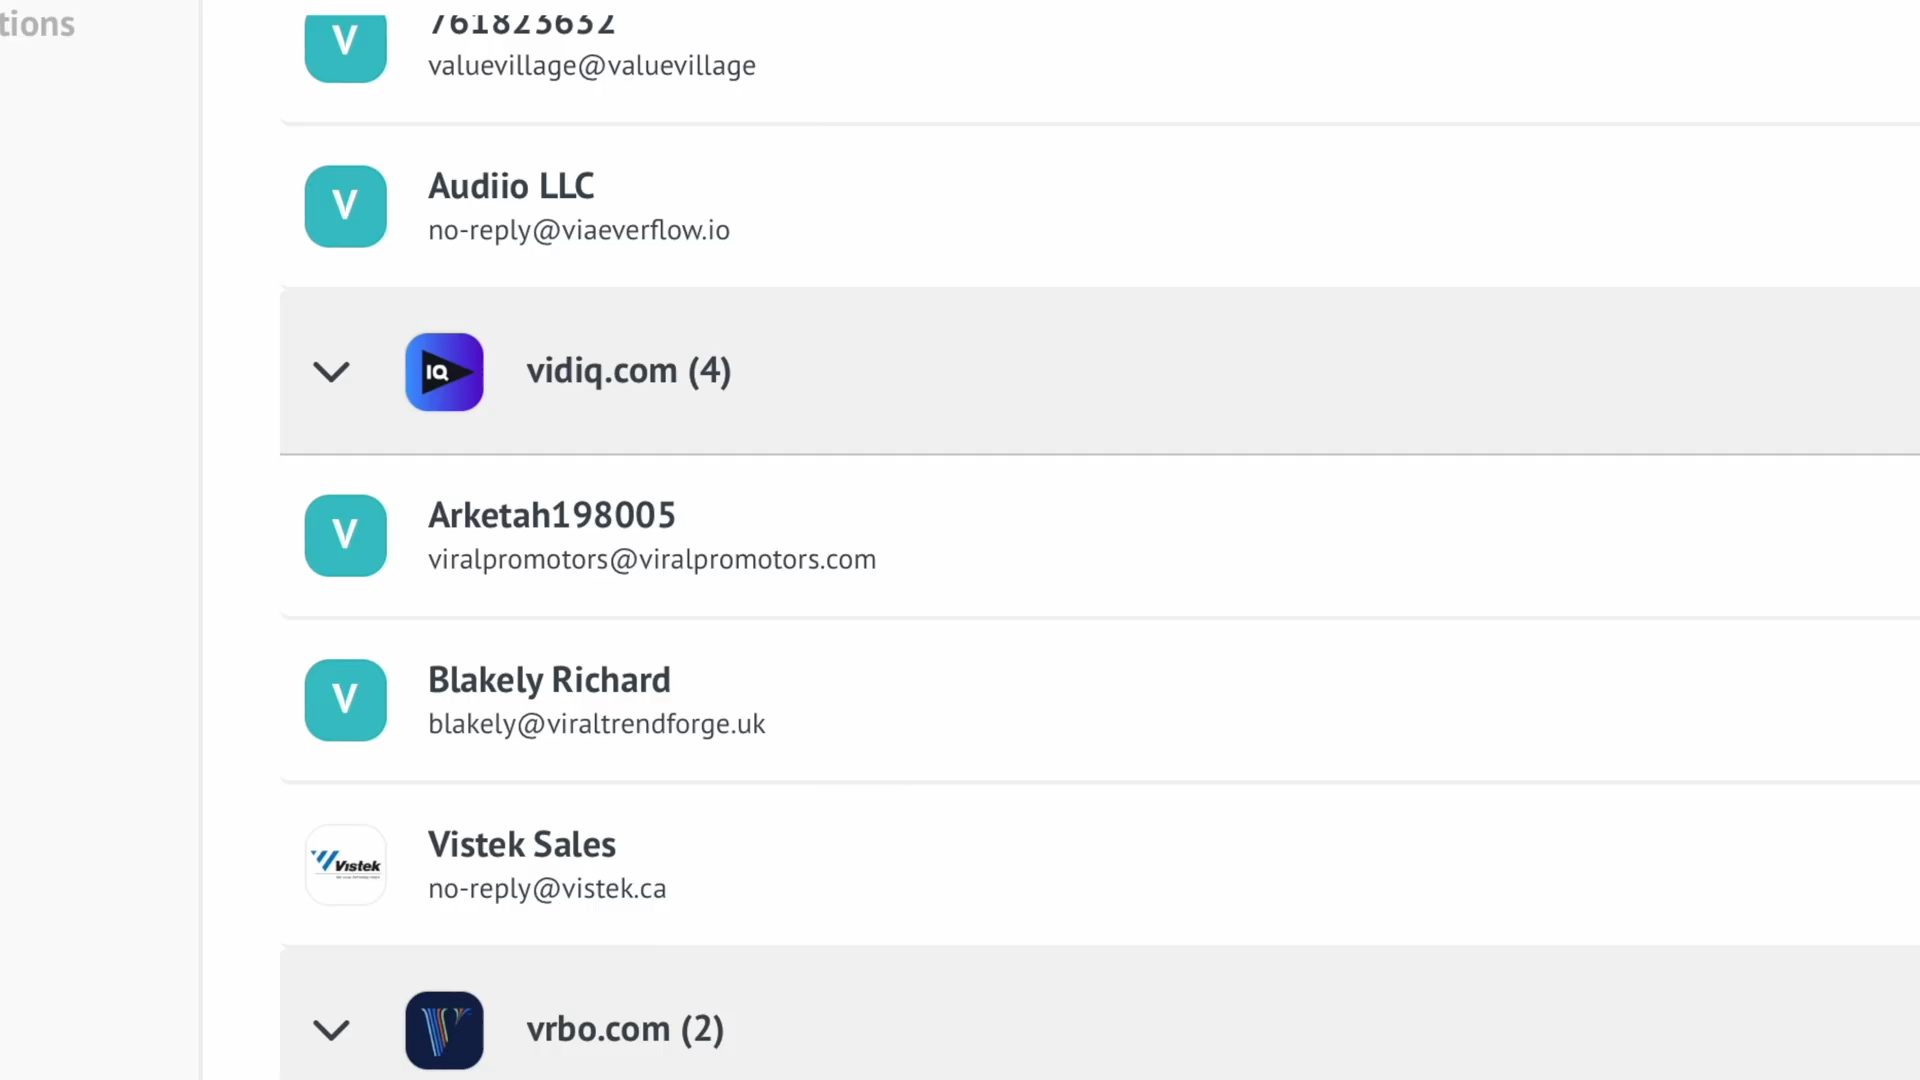 tions
V
761823632
valuevillage@valuevillage
V
Audiio LLC
no-reply@viaeverflow.io
IQ
vidiq.com (4)
V
Arketah198005
viralpromotors@viralpromotors.com
V
Blakely Richard
blakely@viraltrendforge.uk
Vistek
Vistek Sales
no-reply@vistek.ca
vrbo.com (2)